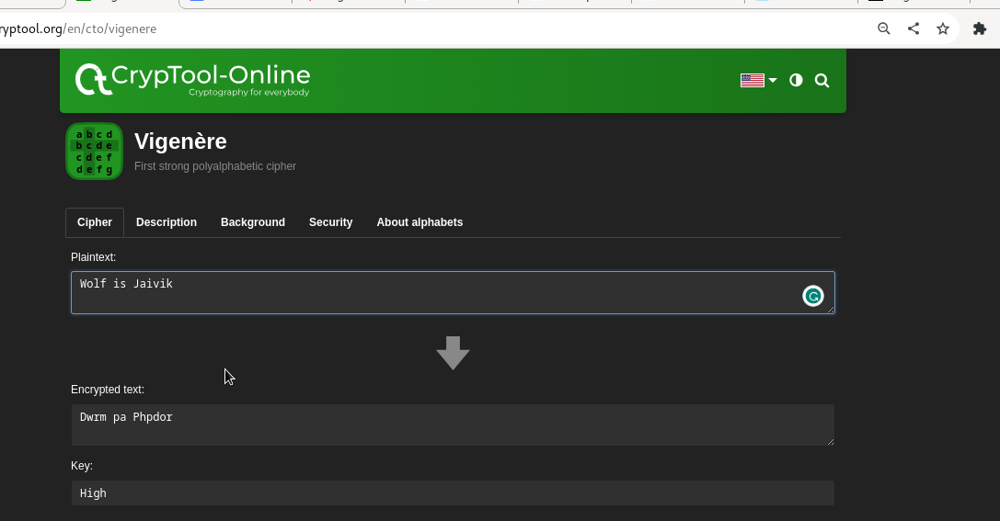 ryptool.org/en/cto/vigenere
CrypTool-Online
Cryptography for everybody
a b c d
b c d e
c d e f
d e f g
Vigenère
First strong polyalphabetic cipher
Cipher Description Background Security About alphabets
Plaintext:
Wolf is Jaivik
Encrypted text:
Dwrm pa Phpdor
Key:
High